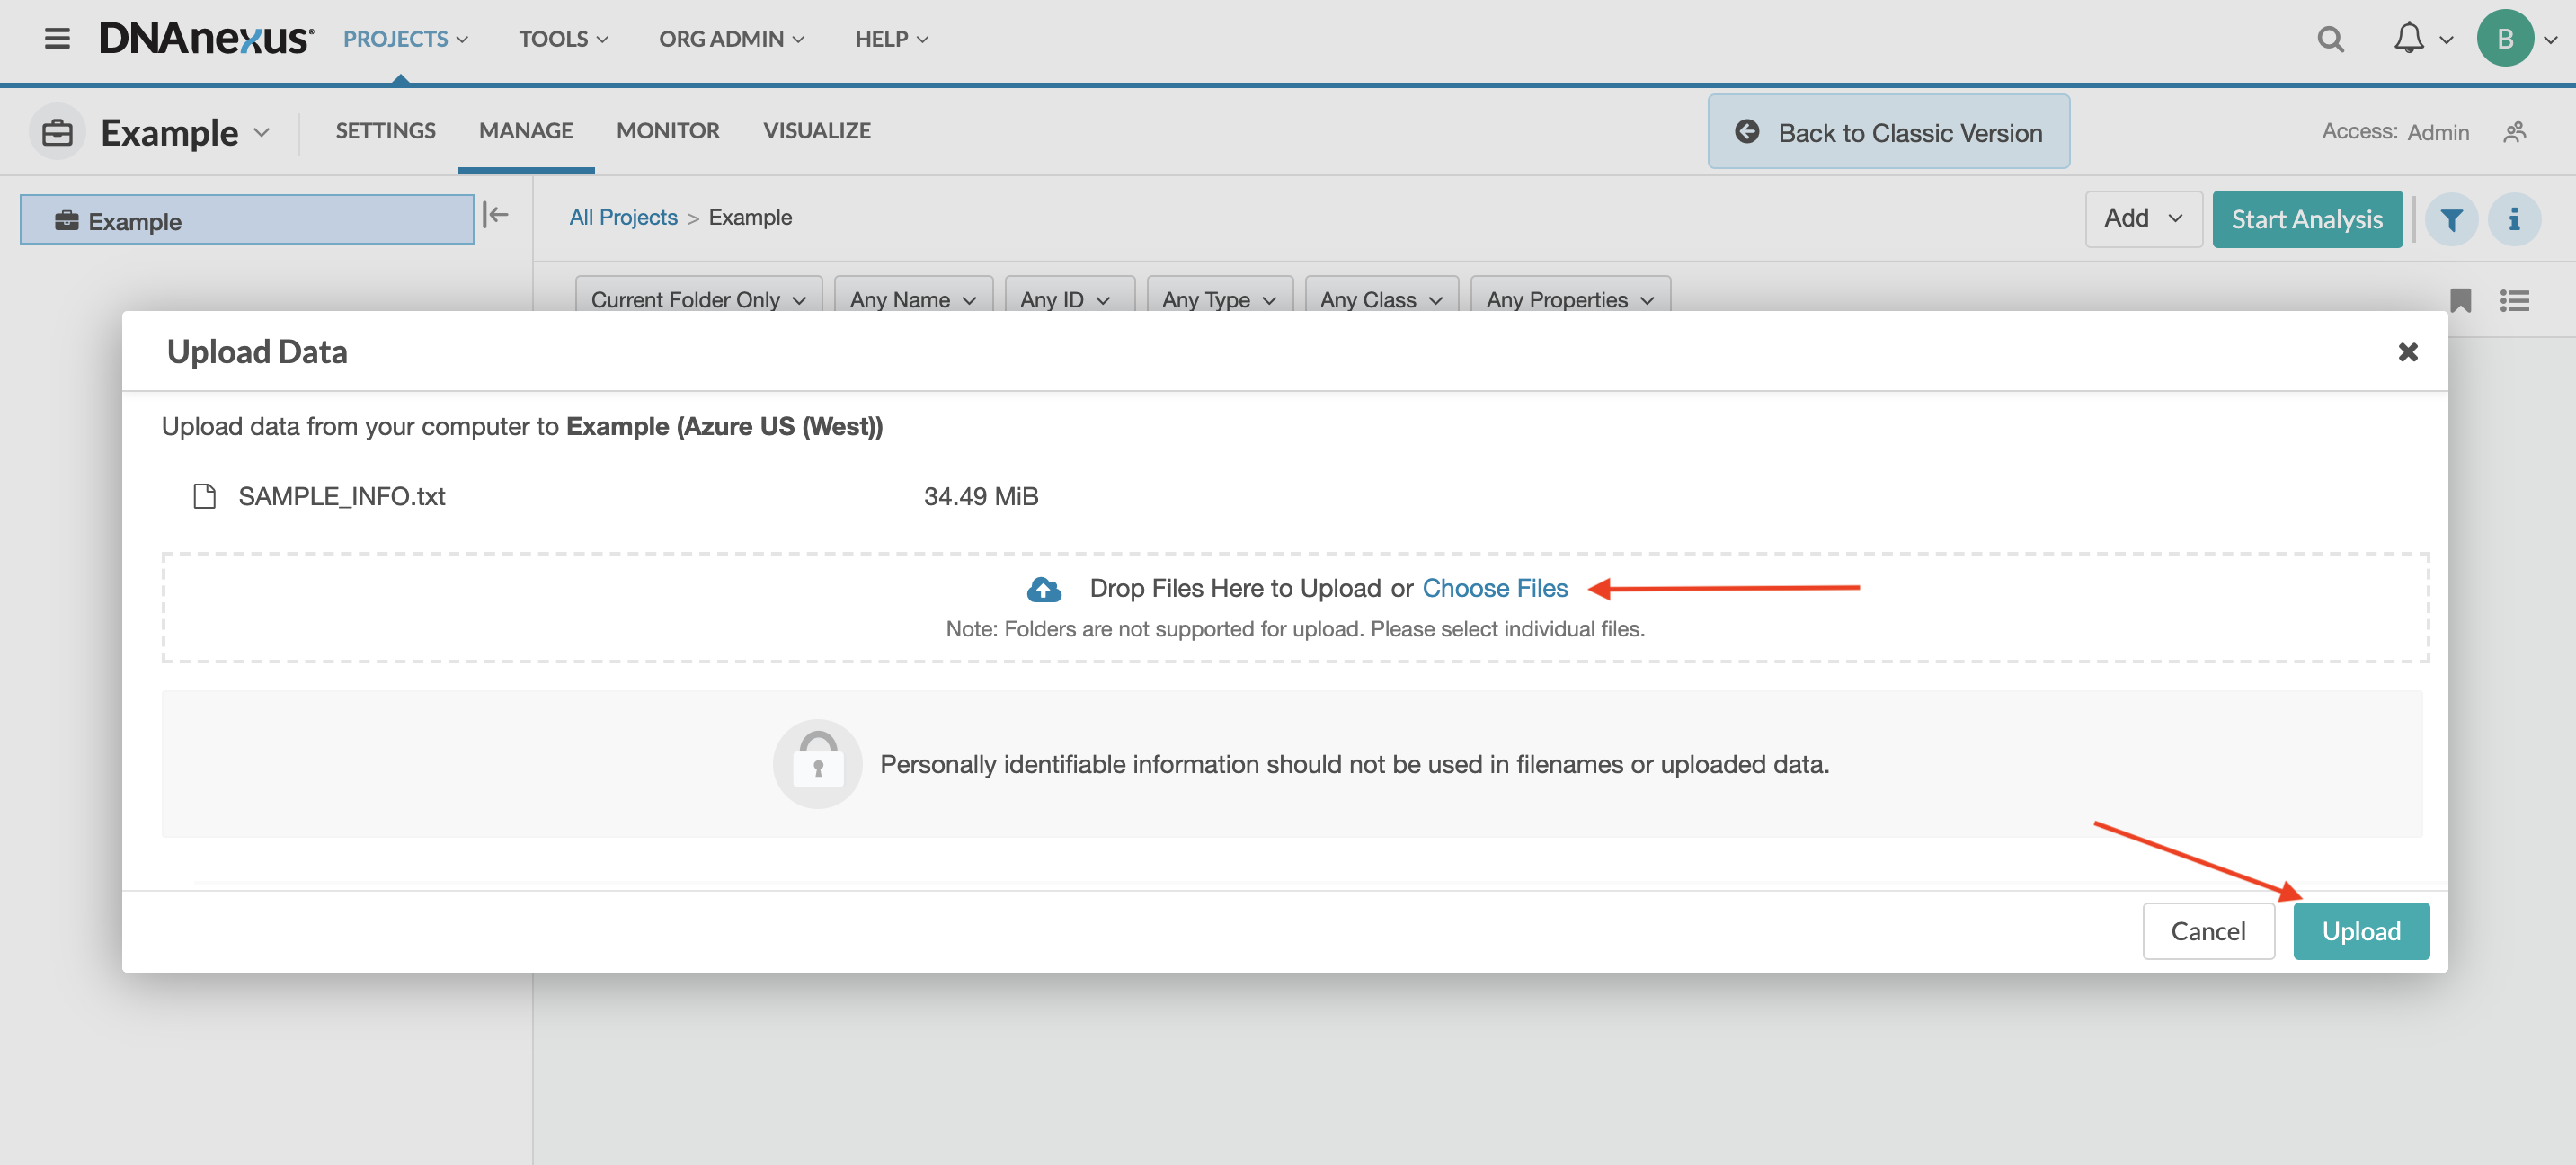 DNAnexus® PROJECTS TOOLS ORG ADMIN HELP B
Example SETTINGS MANAGE MONITOR VISUALIZE Back to Classic Version Access: Admin
Example All Projects > Example Add Start Analysis
Current Folder Only Any Name Any ID Any Type Any Class Any Properties
Upload Data
Upload data from your computer to Example (Azure US (West))
SAMPLE_INFO.txt 34.49 MiB
Drop Files Here to Upload or Choose Files
Note: Folders are not supported for upload. Please select individual files.
Personally identifiable information should not be used in filenames or uploaded data.
Cancel Upload